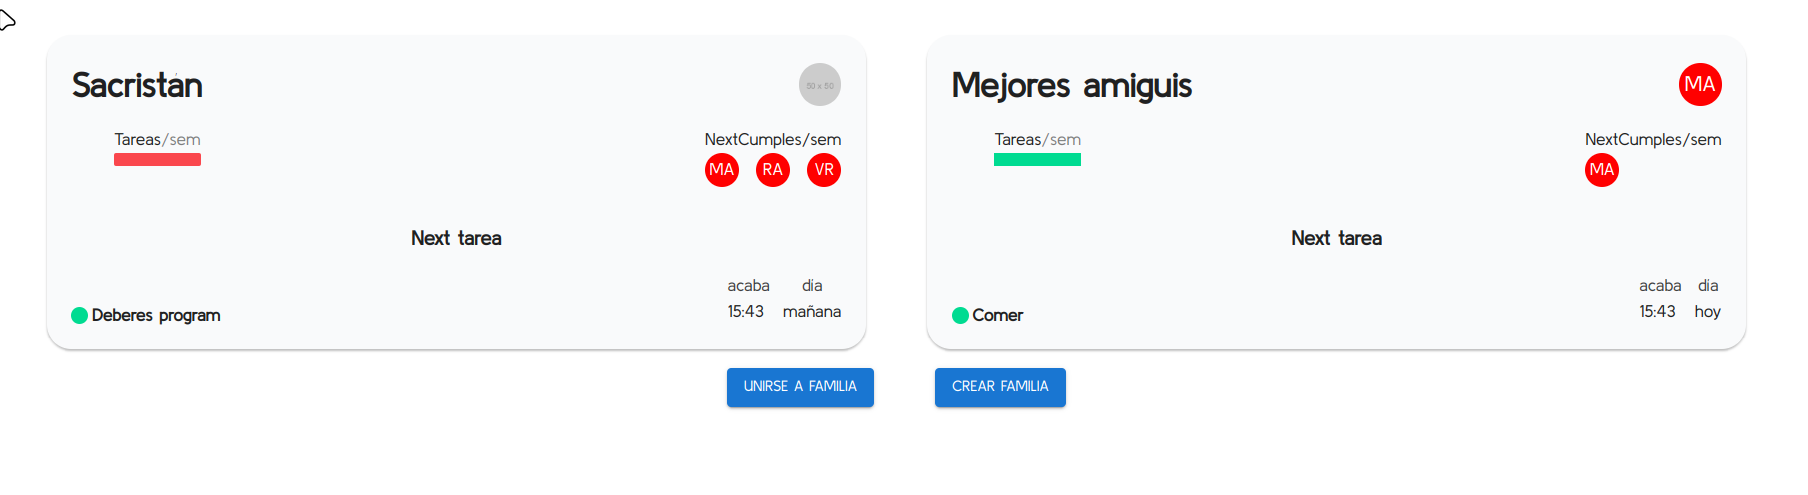 Sacristán
50 x 50
Tareas/sem
NextCumples/sem
MA RA VR
Next tarea
acaba dia
Deberes program
15:43 mañana
Mejores amiguis
MA
Tareas/sem
NextCumples/sem
MA
Next tarea
acaba dia
Comer
15:43 hoy
UNIRSE A FAMILIA
CREAR FAMILIA